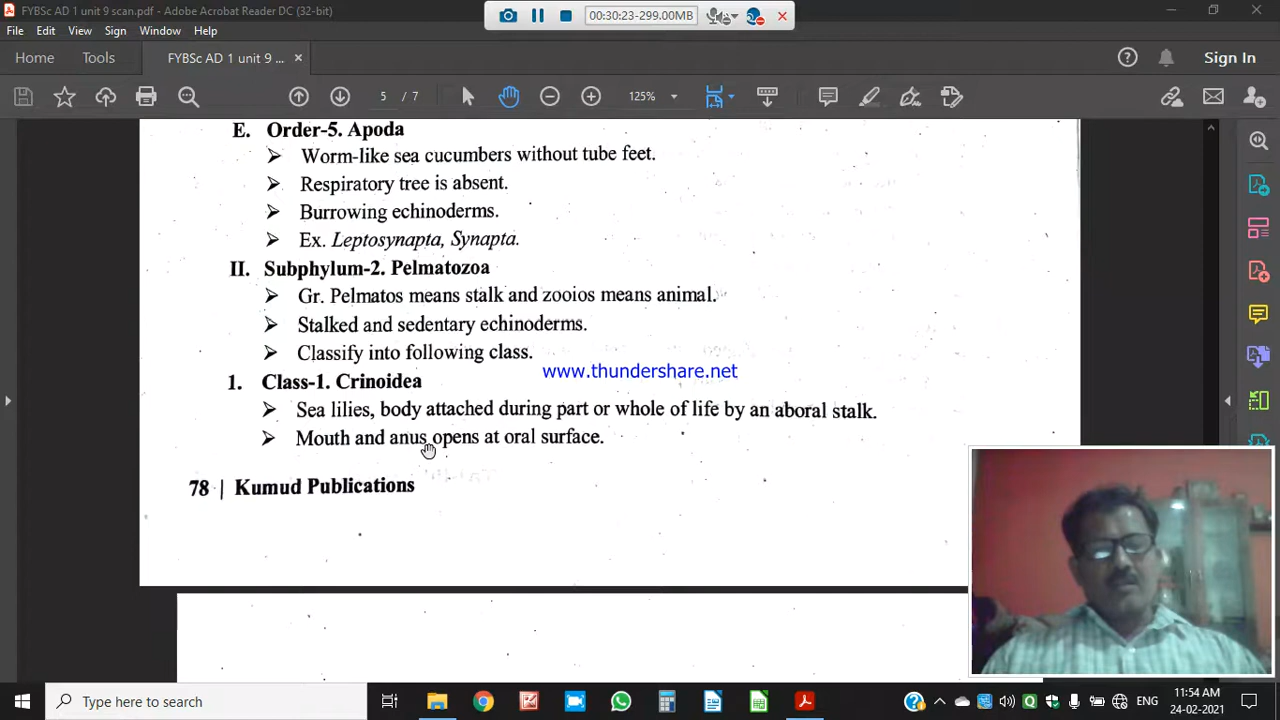 FYBSc AD 1 unit 9 scan.pdf - Adobe Acrobat Reader DC (32-bit)
00:30:23-299.00MB
File Edit View Sign Window Help
Home Tools FYBSc AD 1 unit 9 ... × Sign In
5 / 7 125%
E. Order-5. Apoda
➢ Worm-like sea cucumbers without tube feet.
➢ Respiratory tree is absent.
➢ Burrowing echinoderms.
➢ Ex. Leptosynapta, Synapta.
II. Subphylum-2. Pelmatozoa
➢ Gr. Pelmatos means stalk and zooios means animal.
➢ Stalked and sedentary echinoderms.
➢ Classify into following class.
www.thundershare.net
1. Class-1. Crinoidea
➢ Sea lilies, body attached during part or whole of life by an aboral stalk.
➢ Mouth and anus opens at oral surface.
78 | Kumud Publications
Type here to search
ENG
11:54 AM
24-02-2021